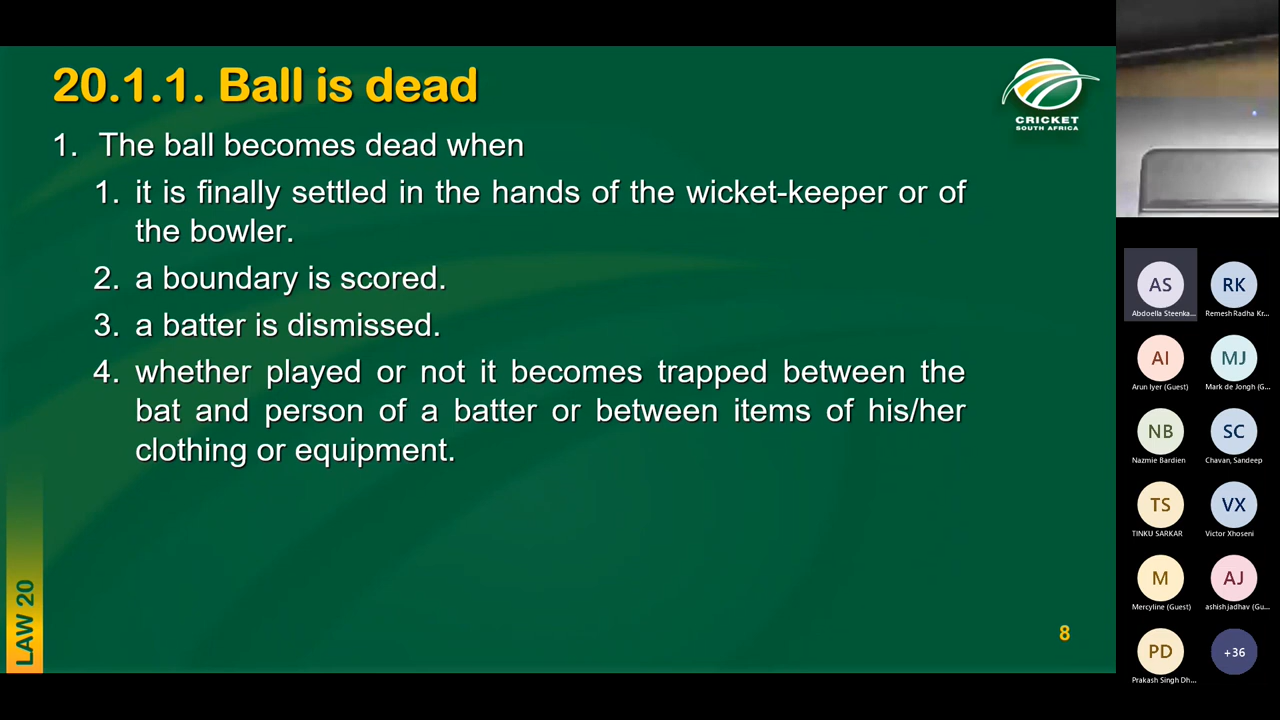 20.1.1. Ball is dead
CRICKET
SOUTH AFRICA
1. The ball becomes dead when
1. it is finally settled in the hands of the wicket-keeper or of
the bowler.
2. a boundary is scored.
3. a batter is dismissed.
4. whether played or not it becomes trapped between the
bat and person of a batter or between items of his/her
clothing or equipment.
LAW 20
8
AS
RK
Abdoella Steenka...
Remesh Radha Kr...
AI
MJ
Arun Iyer (Guest)
Mark de Jongh (G...
NB
SC
Nazmie Bardien
Chavan, Sandeep
TS
VX
TINKU SARKAR
Victor Xhoseni
M
AJ
Mercyline (Guest)
ashish jadhav (Gu...
PD
+36
Prakash Singh Dh...